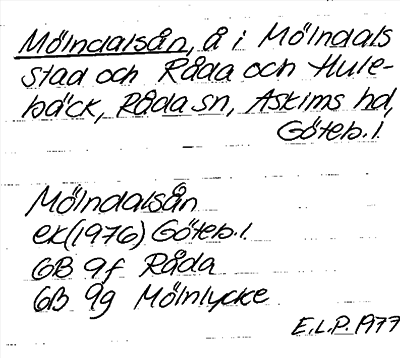 Mölndalsån, å i Mölndals
stad och Råda och Hule-
bäck, Råda sn, Askims hd,
Göteb. l.
Mölndalsån
ek(1976) Göteb. l.
6B 9f Råda
6B 9g Mölnlycke
E.L.P. 1977